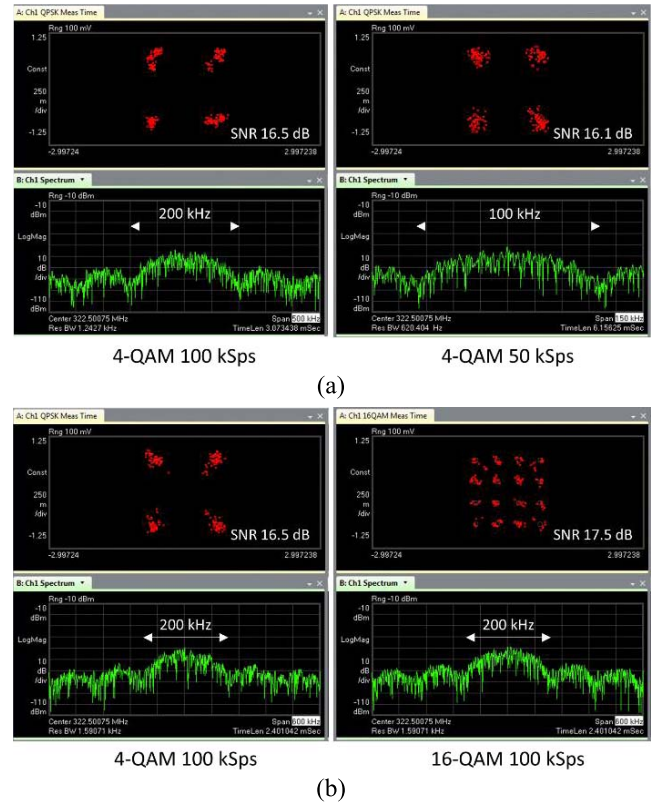 A: Ch1 QPSK Meas Time
Rng 100 mV
1.25
Const
250
m
/div
-1.25
SNR 16.5 dB
-2.99724
2.997238
B: Ch1 Spectrum
Rng -10 dBm
-10
dBm
LogMag
10
dB
/div
-110
dBm
200 kHz
Center 322.50075 MHz
Span 500 kHz
Res BW 1.2427 kHz
TimeLen 3.073438 mSec
4-QAM 100 kSps
A: Ch1 QPSK Meas Time
Rng 100 mV
1.25
Const
250
m
/div
-1.25
SNR 16.1 dB
-2.99724
2.997238
B: Ch1 Spectrum
Rng -10 dBm
-10
dBm
LogMag
10
dB
/div
-110
dBm
100 kHz
Center 322.50075 MHz
Span 150 kHz
Res BW 620.404 Hz
TimeLen 6.15625 mSec
4-QAM 50 kSps
(a)
A: Ch1 QPSK Meas Time
Rng 100 mV
1.25
Const
250
m
/div
-1.25
SNR 16.5 dB
-2.99724
2.997238
B: Ch1 Spectrum
Rng -10 dBm
-10
dBm
LogMag
10
dB
/div
-110
dBm
200 kHz
Center 322.50075 MHz
Span 600 kHz
Res BW 1.59071 kHz
TimeLen 2.401042 mSec
4-QAM 100 kSps
A: Ch1 16QAM Meas Time
Rng 100 mV
1.25
Const
250
m
/div
-1.25
SNR 17.5 dB
-2.99724
2.997238
B: Ch1 Spectrum
Rng -10 dBm
-10
dBm
LogMag
10
dB
/div
-110
dBm
200 kHz
Center 322.50075 MHz
Span 600 kHz
Res BW 1.59071 kHz
TimeLen 2.401042 mSec
16-QAM 100 kSps
(b)